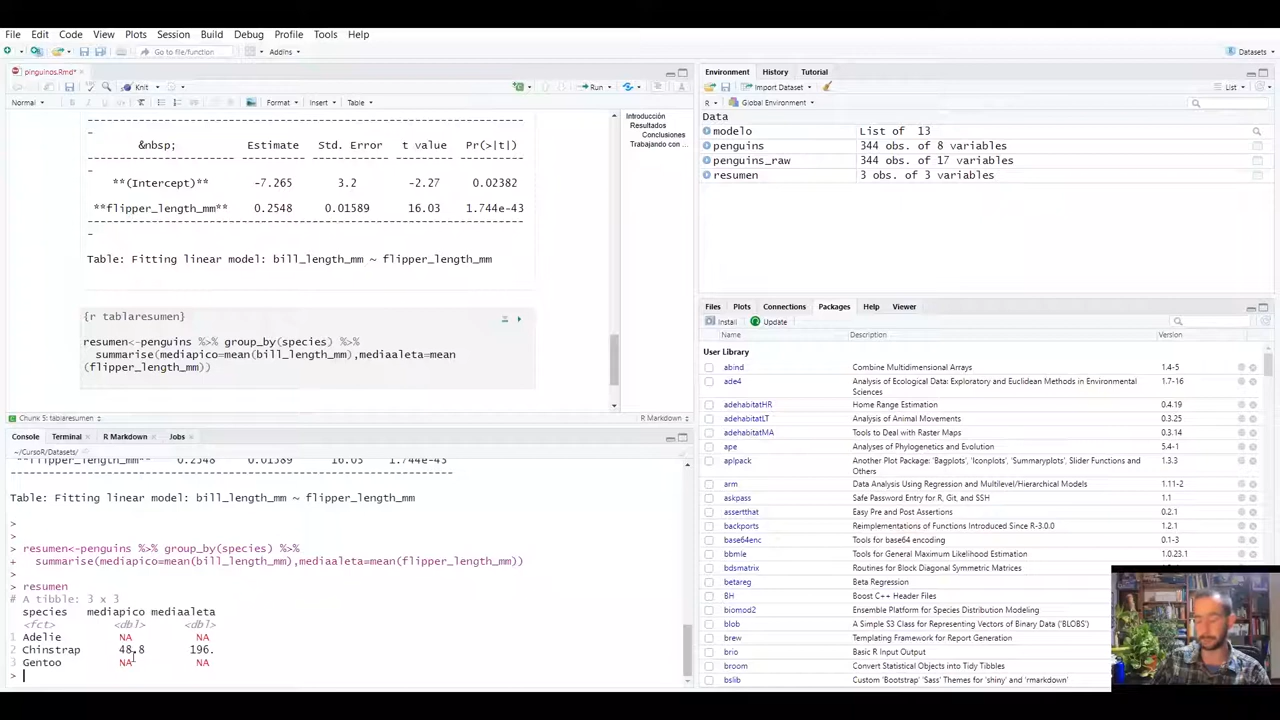 File Edit Code View Plots Session Build Debug Profile Tools Help
Go to file/function Addins Datasets
pinguinos.Rmd*
Knit Run
Normal Format Insert Table
--------------------------------------------------------------------
-
&nbsp; Estimate Std. Error t value Pr(>|t|)
**(Intercept)** -7.265 3.2 -2.27 0.02382
**flipper_length_mm** 0.2548 0.01589 16.03 1.744e-43
-
Table: Fitting linear model: bill_length_mm ~ flipper_length_mm
{r tablaresumen}
resumen<-penguins %>% group_by(species) %>%
summarise(mediapico=mean(bill_length_mm),mediaaleta=mean
(flipper_length_mm))
Chunk 5: tablaresumen R Markdown
Introducción
Resultados
Conclusiones
Trabajando con ...
Console Terminal R Markdown Jobs
~/CursoR/Datasets/
**flipper_length_mm** 0.2548 0.01589 16.03 1.744e-43
Table: Fitting linear model: bill_length_mm ~ flipper_length_mm
>
>
> resumen<-penguins %>% group_by(species) %>%
+ summarise(mediapico=mean(bill_length_mm),mediaaleta=mean(flipper_length_mm))
>
> resumen
# A tibble: 3 x 3
species mediapico mediaaleta
<fct> <dbl> <dbl>
1 Adelie NA NA
2 Chinstrap 48.8 196.
3 Gentoo NA NA
>
Environment History Tutorial
Import Dataset List
R Global Environment
Data
modelo List of 13
penguins 344 obs. of 8 variables
penguins_raw 344 obs. of 17 variables
resumen 3 obs. of 3 variables
Files Plots Connections Packages Help Viewer
Install Update
Name Description Version
User Library
abind Combine Multidimensional Arrays 1.4-5
ade4 Analysis of Ecological Data: Exploratory and Euclidean Methods in Environmental 1.7-16
Sciences
adehabitatHR Home Range Estimation 0.4.19
adehabitatLT Analysis of Animal Movements 0.3.25
adehabitatMA Tools to Deal with Raster Maps 0.3.14
ape Analyses of Phylogenetics and Evolution 5.4-1
aplpack Another Plot Package: 'Bagplots', 'Iconplots', 'Summaryplots', Slider Functions and 1.3.3
Others
arm Data Analysis Using Regression and Multilevel/Hierarchical Models 1.11-2
askpass Safe Password Entry for R, Git, and SSH 1.1
assertthat Easy Pre and Post Assertions 0.2.1
backports Reimplementations of Functions Introduced Since R-3.0.0 1.2.1
base64enc Tools for base64 encoding 0.1-3
bbmle Tools for General Maximum Likelihood Estimation 1.0.23.1
bdsmatrix Routines for Block Diagonal Symmetric Matrices
betareg Beta Regression
BH Boost C++ Header Files
biomod2 Ensemble Platform for Species Distribution Modeling
blob A Simple S3 Class for Representing Vectors of Binary Data ('BLOBS')
brew Templating Framework for Report Generation
brio Basic R Input Output
broom Convert Statistical Objects into Tidy Tibbles
bslib Custom 'Bootstrap' 'Sass' Themes for 'shiny' and 'rmarkdown'